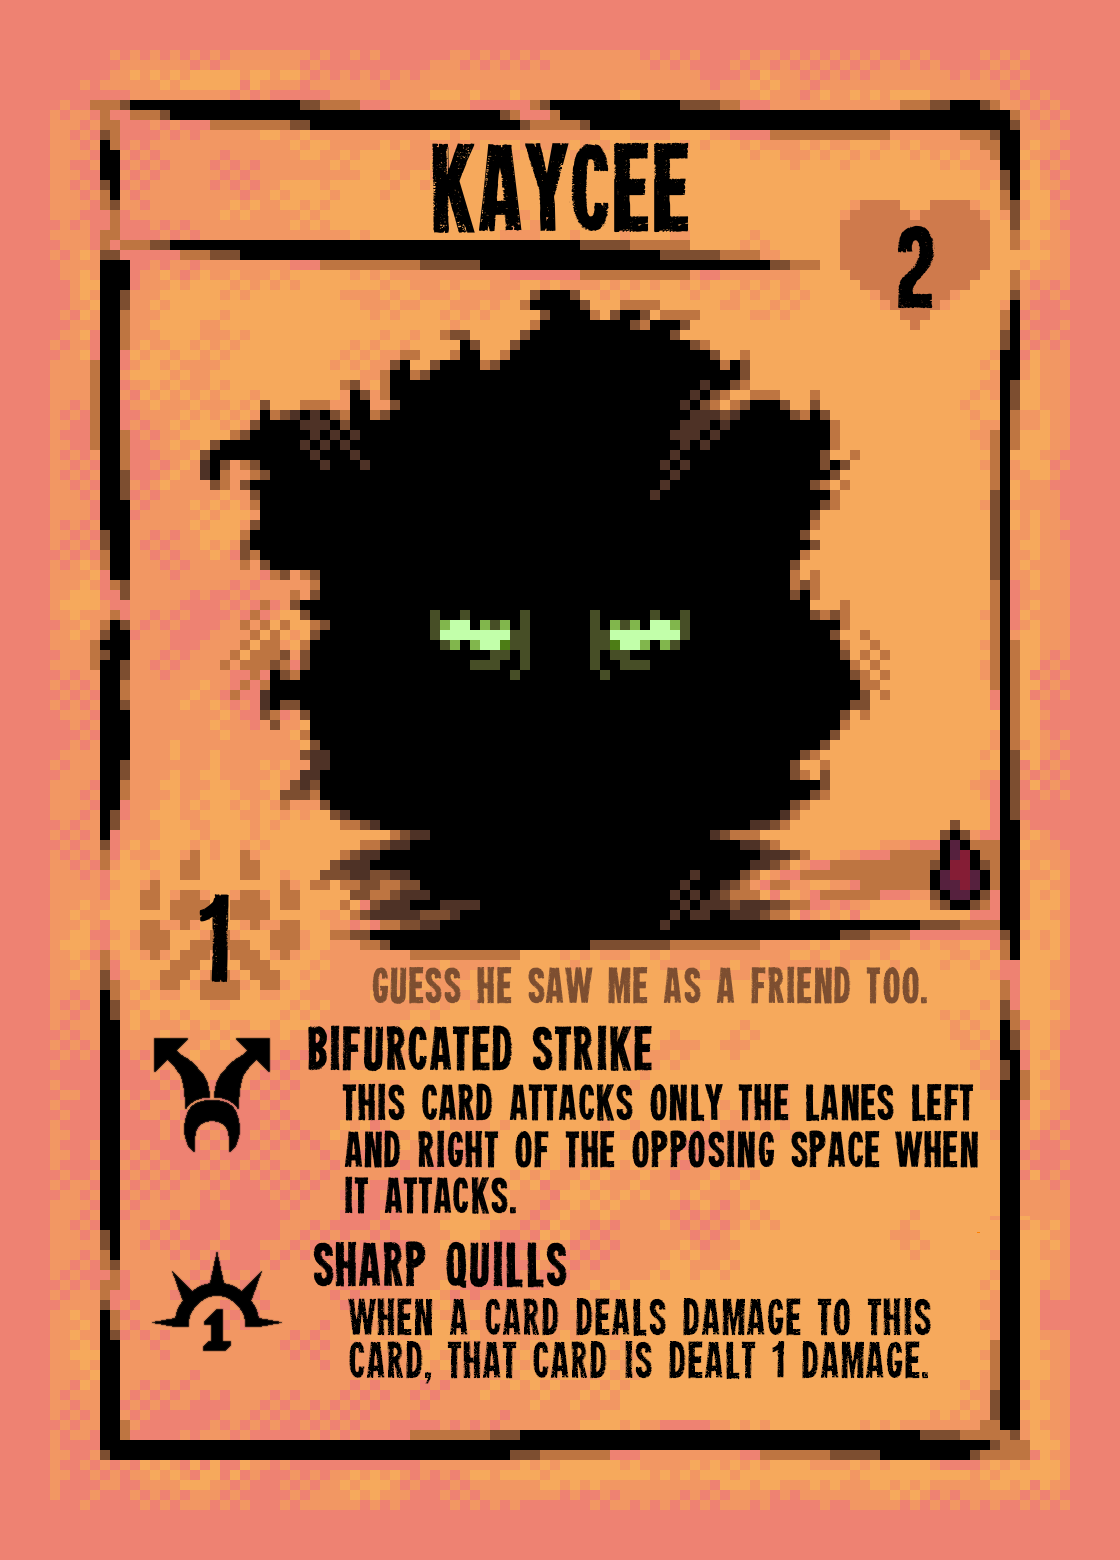 KAYCEE
2
1
GUESS HE SAW ME AS A FRIEND TOO.
BIFURCATED STRIKE
THIS CARD ATTACKS ONLY THE LANES LEFT
AND RIGHT OF THE OPPOSING SPACE WHEN
IT ATTACKS.
SHARP QUILLS
1
WHEN A CARD DEALS DAMAGE TO THIS
CARD, THAT CARD IS DEALT 1 DAMAGE.